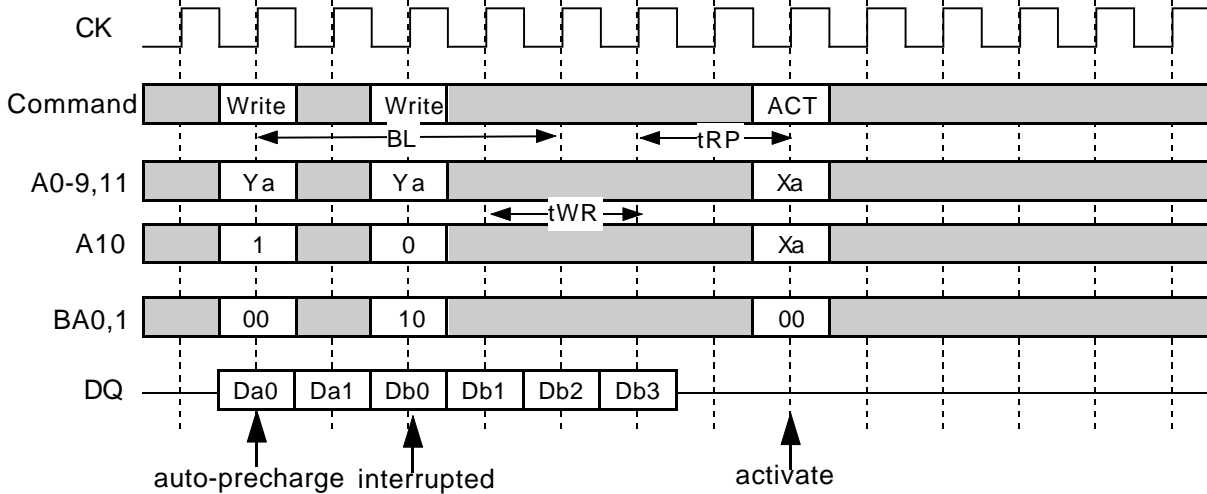 CK
Command Write Write ACT
BL tRP
A0-9,11 Ya Ya Xa
tWR
A10 1 0 Xa
BA0,1 00 10 00
DQ Da0 Da1 Db0 Db1 Db2 Db3
auto-precharge interrupted activate